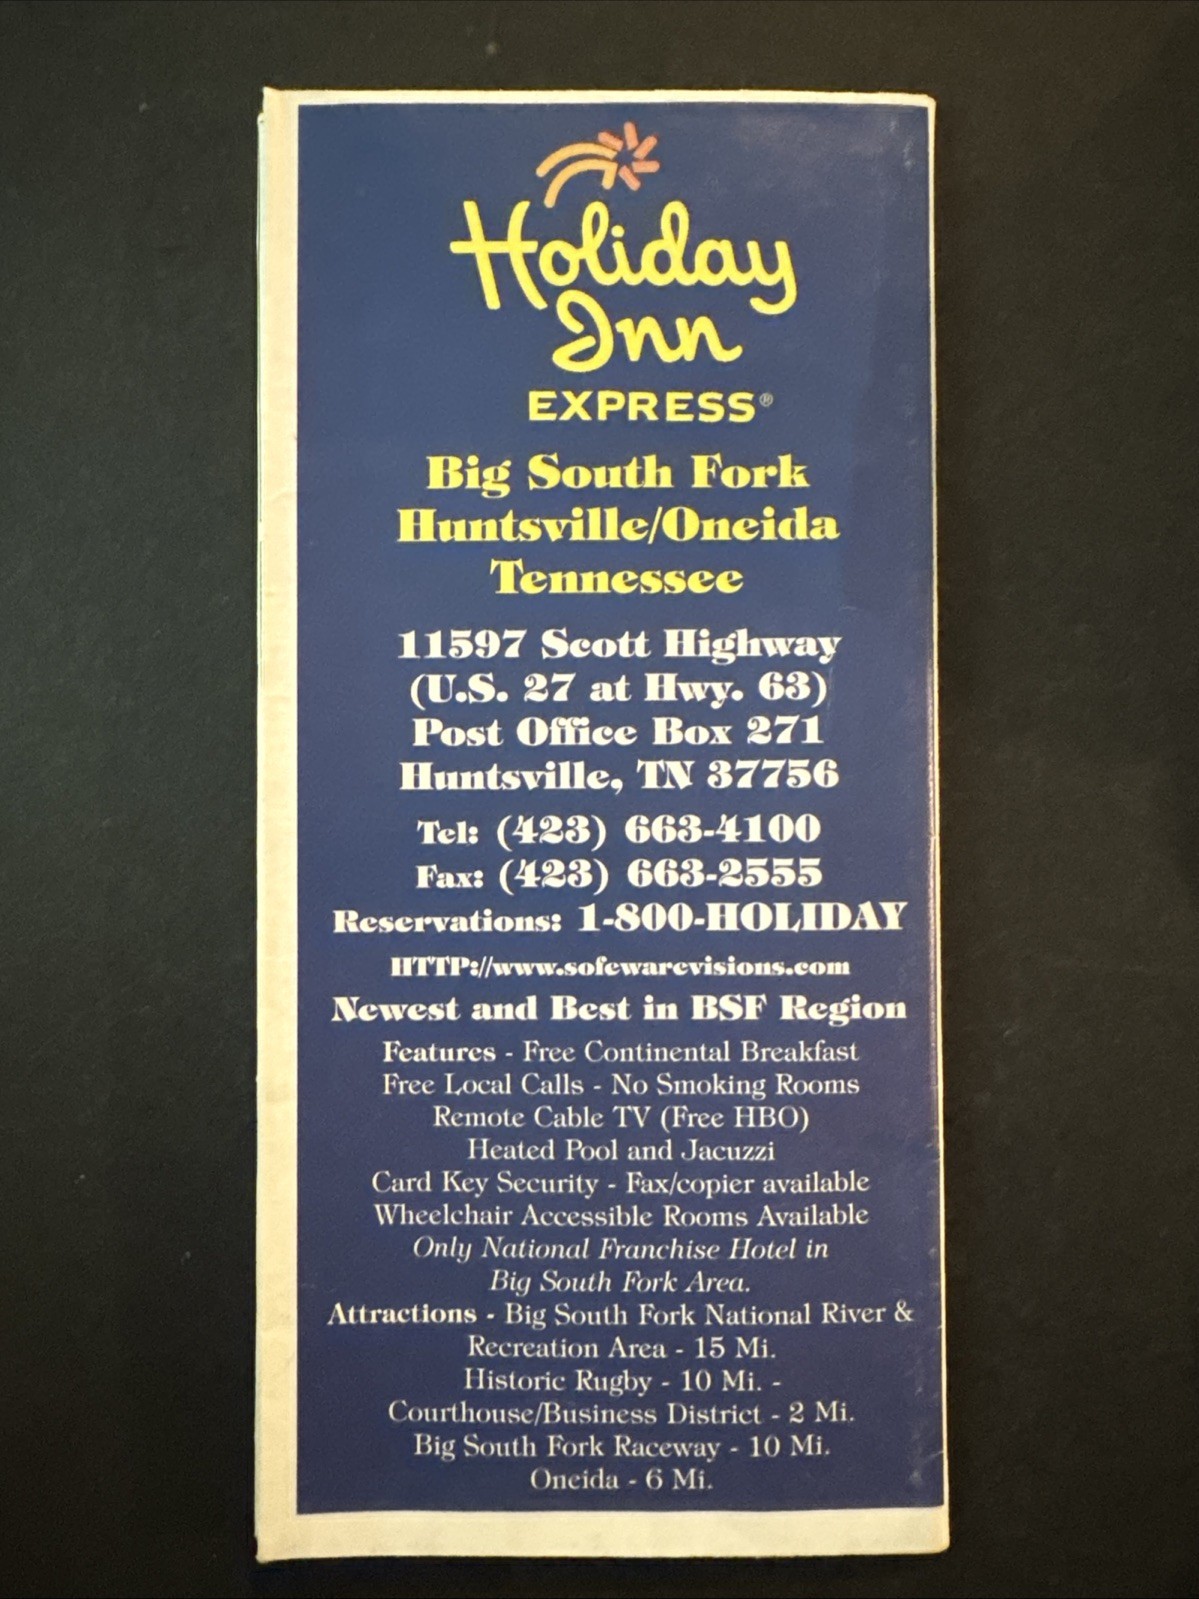 Holiday
Inn
EXPRESS®
Big South Fork
Huntsville/Oneida
Tennessee
11597 Scott Highway
(U.S. 27 at Hwy. 63)
Post Office Box 271
Huntsville, TN 37756
Tel: (423) 663-4100
Fax: (423) 663-2555
Reservations: 1-800-HOLIDAY
HTTP://www.sofewarevisions.com
Newest and Best in BSF Region
Features - Free Continental Breakfast
Free Local Calls - No Smoking Rooms
Remote Cable TV (Free HBO)
Heated Pool and Jacuzzi
Card Key Security - Fax/copier available
Wheelchair Accessible Rooms Available
Only National Franchise Hotel in
Big South Fork Area.
Attractions - Big South Fork National River &
Recreation Area - 15 Mi.
Historic Rugby - 10 Mi. -
Courthouse/Business District - 2 Mi.
Big South Fork Raceway - 10 Mi.
Oneida - 6 Mi.